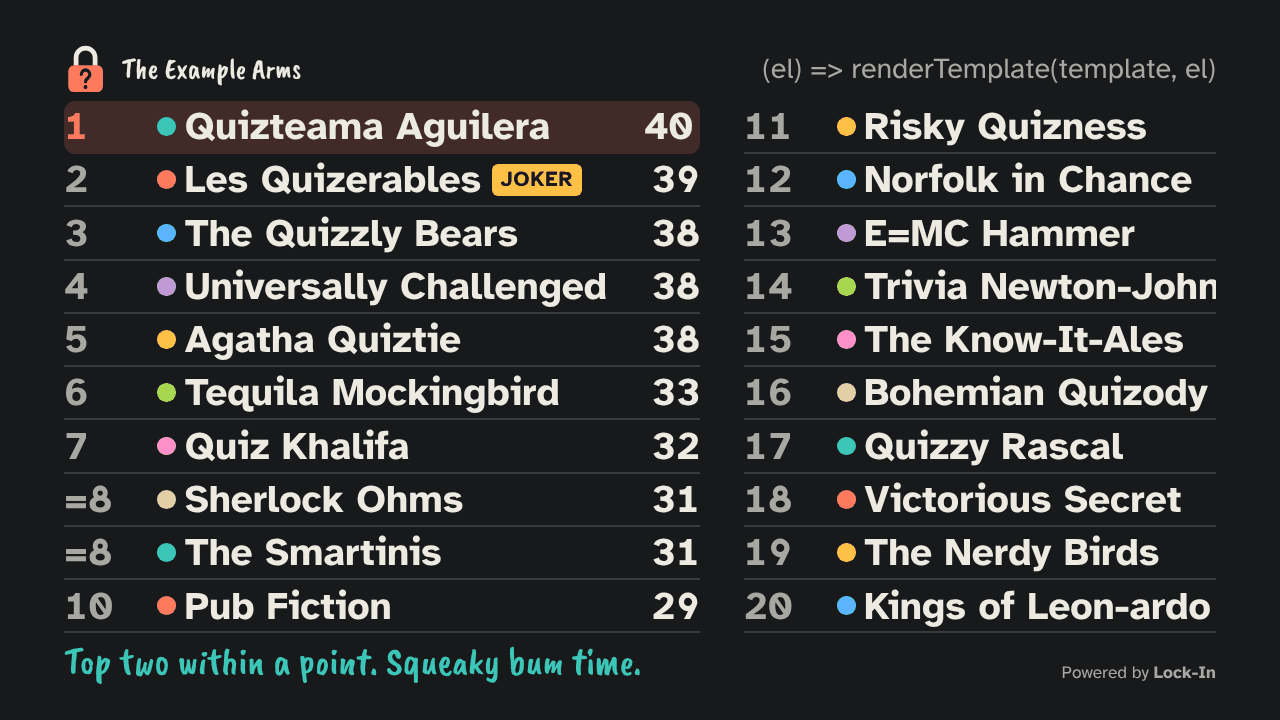 The Example Arms
(el) => renderTemplate(template, el)
1 Quizteama Aguilera 40
2 Les Quizerables JOKER 39
3 The Quizzly Bears 38
4 Universally Challenged 38
5 Agatha Quiztie 38
6 Tequila Mockingbird 33
7 Quiz Khalifa 32
=8 Sherlock Ohms 31
=8 The Smartinis 31
10 Pub Fiction 29
11 Risky Quizness
12 Norfolk in Chance
13 E=MC Hammer
14 Trivia Newton-John
15 The Know-It-Ales
16 Bohemian Quizody
17 Quizzy Rascal
18 Victorious Secret
19 The Nerdy Birds
20 Kings of Leon-ardo
Top two within a point. Squeaky bum time.
Powered by Lock-In